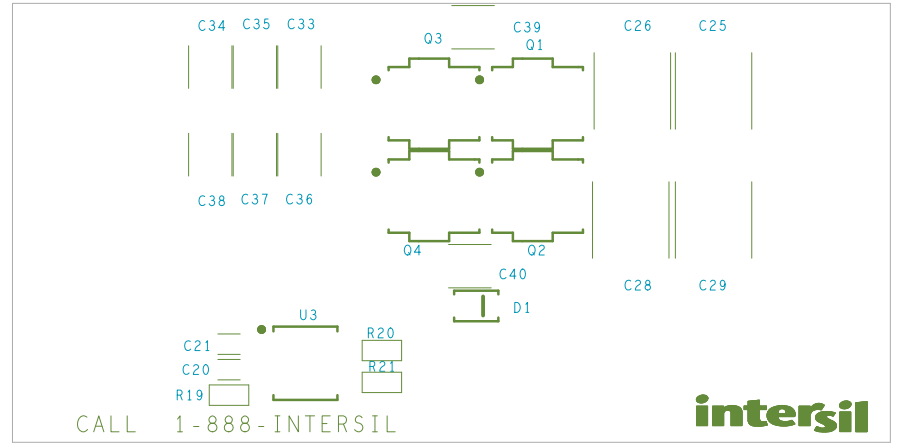 C34 C35 C33 C39 C26 C25
Q3 Q1
C38 C37 C36
Q4 Q2
C40 C28 C29
D1
U3
R20
C21
R21
C20
R19
CALL 1-888-INTERSIL
intersil